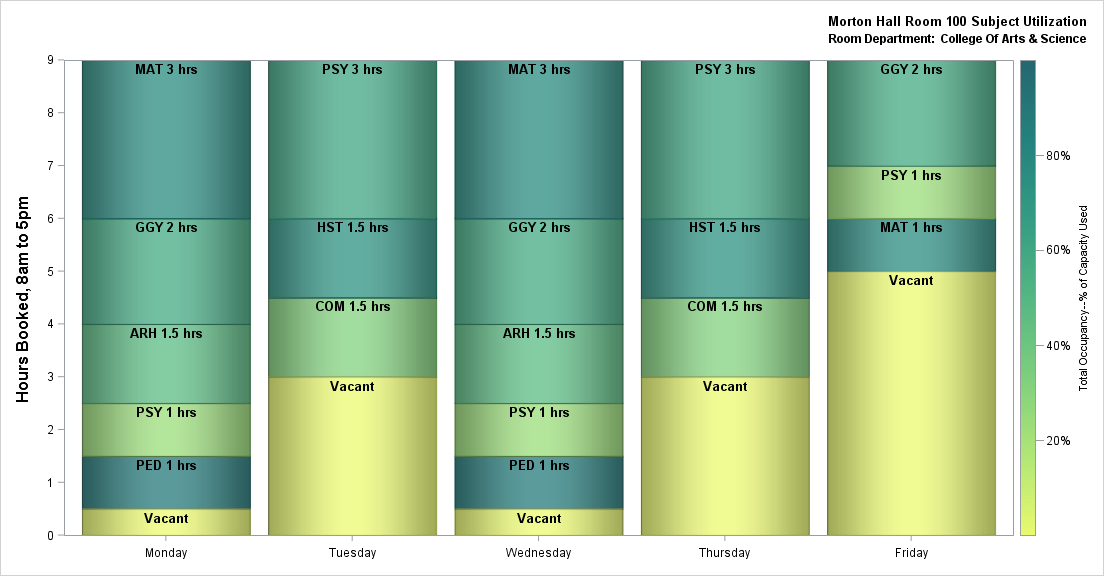 Morton Hall Room 100 Subject Utilization
Room Department: College Of Arts & Science
Hours Booked, 8am to 5pm
9
8
7
6
5
4
3
2
1
0
MAT 3 hrs
GGY 2 hrs
ARH 1.5 hrs
PSY 1 hrs
PED 1 hrs
Vacant
Monday
PSY 3 hrs
HST 1.5 hrs
COM 1.5 hrs
Vacant
Tuesday
MAT 3 hrs
GGY 2 hrs
ARH 1.5 hrs
PSY 1 hrs
PED 1 hrs
Vacant
Wednesday
PSY 3 hrs
HST 1.5 hrs
COM 1.5 hrs
Vacant
Thursday
GGY 2 hrs
PSY 1 hrs
MAT 1 hrs
Vacant
Friday
80%
60%
40%
20%
Total Occupancy--% of Capacity Used